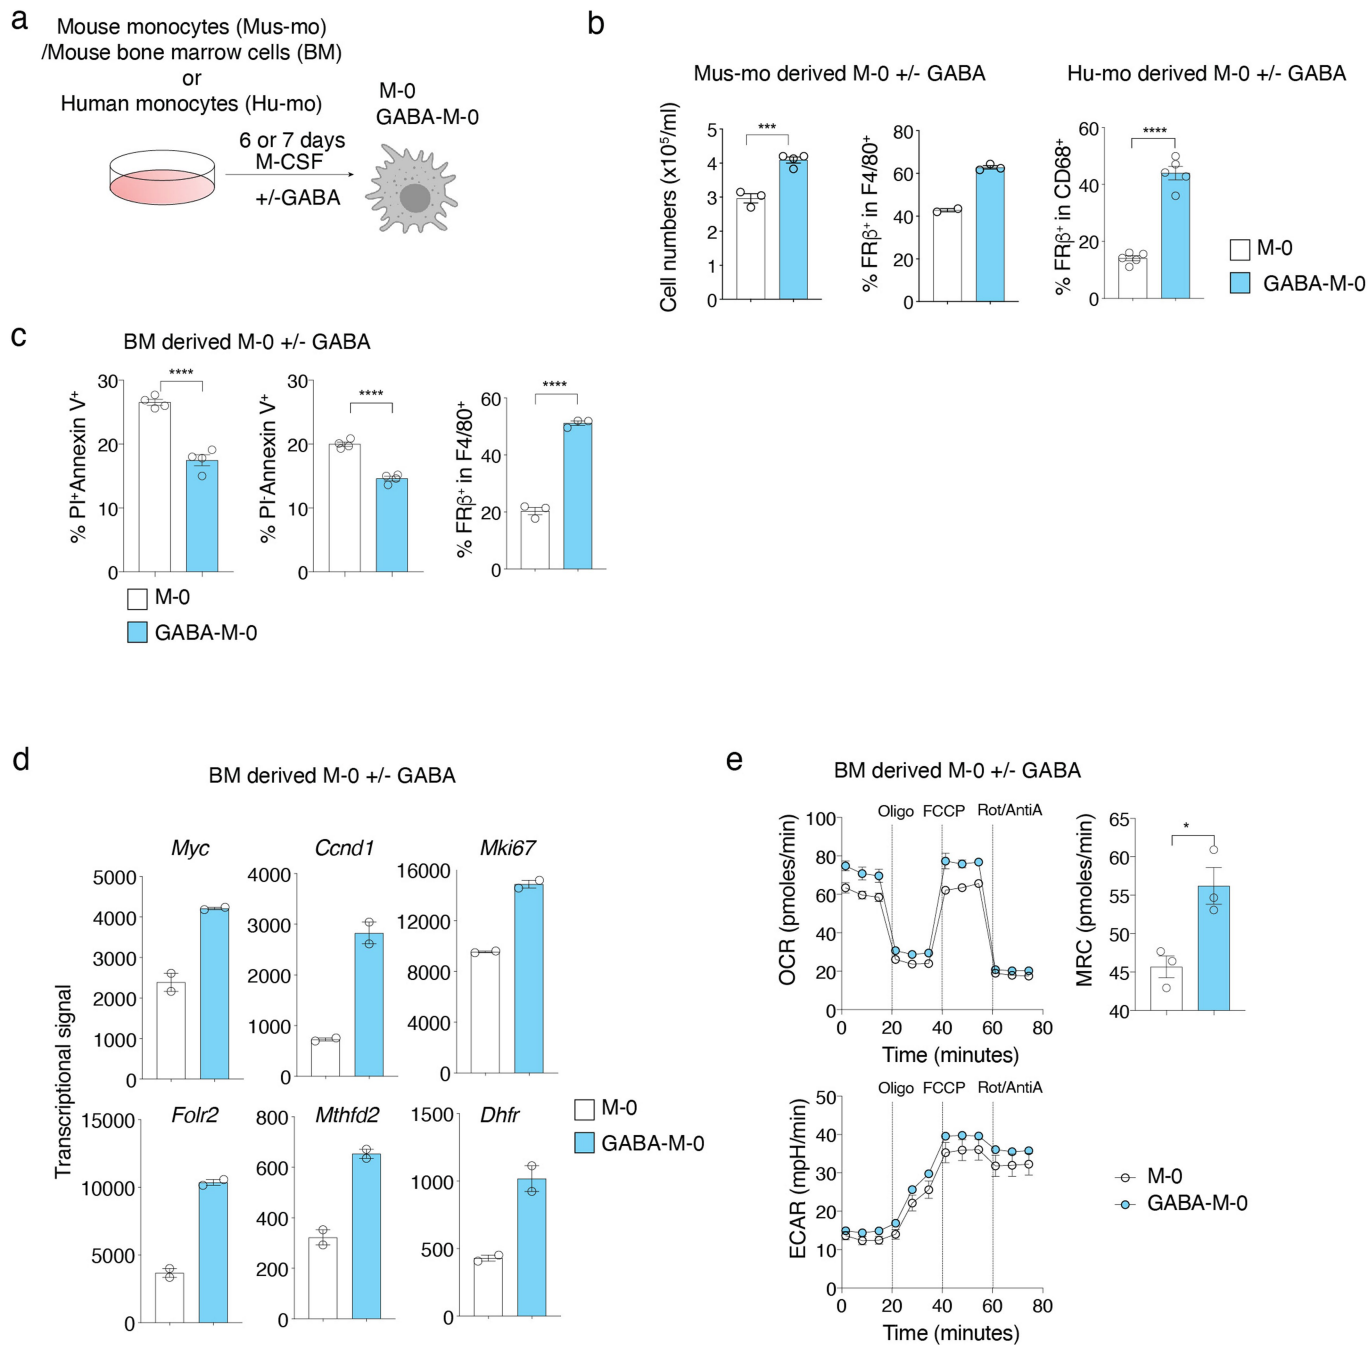 a
Mouse monocytes (Mus-mo)
/Mouse bone marrow cells (BM)
or
Human monocytes (Hu-mo)
6 or 7 days
M-CSF
+/-GABA
M-0
GABA-M-0
b
Mus-mo derived M-0 +/- GABA
Hu-mo derived M-0 +/- GABA
Cell numbers (x10⁵/ml)
5
4
3
2
1
0
***
% FRβ⁺ in F4/80⁺
80
60
40
20
0
% FRβ⁺ in CD68⁺
60
40
20
0
****
M-0
GABA-M-0
c
BM derived M-0 +/- GABA
% PI⁺Annexin V⁺
30
20
10
0
****
% PI⁻Annexin V⁺
30
20
10
0
****
% FRβ⁺ in F4/80⁺
60
40
20
0
****
M-0
GABA-M-0
d
BM derived M-0 +/- GABA
Transcriptional signal
Myc
5000
4000
3000
2000
1000
0
Ccnd1
4000
3000
2000
1000
0
Mki67
16000
12000
8000
4000
0
Folr2
15000
10000
5000
0
Mthfd2
800
600
400
200
0
Dhfr
1500
1000
500
0
M-0
GABA-M-0
e
BM derived M-0 +/- GABA
Oligo FCCP Rot/AntiA
OCR (pmoles/min)
100
80
60
40
20
0
0 20 40 60 80
Time (minutes)
MRC (pmoles/min)
65
60
55
50
45
40
*
Oligo FCCP Rot/AntiA
ECAR (mpH/min)
50
40
30
20
10
0
0 20 40 60 80
Time (minutes)
M-0
GABA-M-0